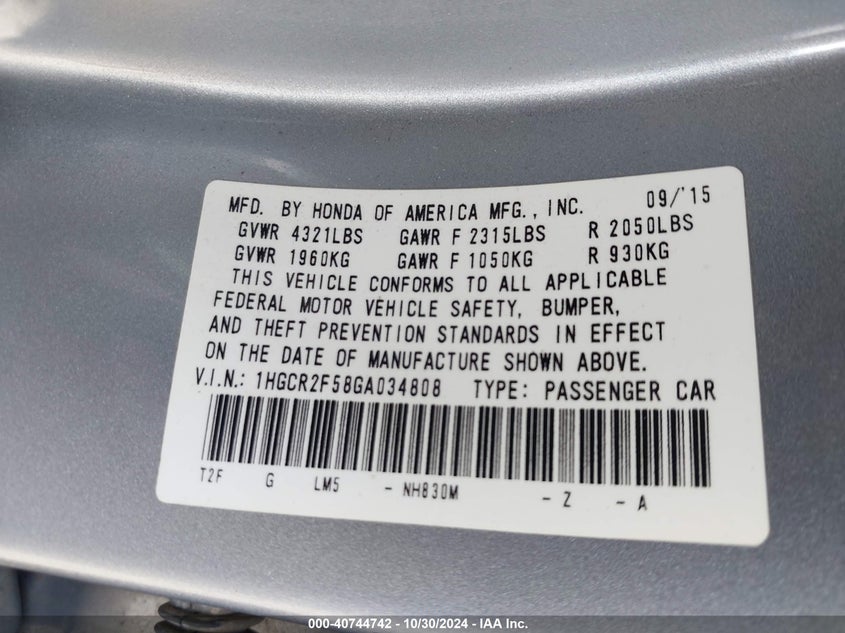 MFD. BY HONDA OF AMERICA MFG., INC. 09/'15
GVWR 4321LBS GAWR F 2315LBS R 2050LBS
GVWR 1960KG GAWR F 1050KG R 930KG
THIS VEHICLE CONFORMS TO ALL APPLICABLE
FEDERAL MOTOR VEHICLE SAFETY, BUMPER,
AND THEFT PREVENTION STANDARDS IN EFFECT
ON THE DATE OF MANUFACTURE SHOWN ABOVE.
V.I.N.: 1HGCR2F58GA034808 TYPE: PASSENGER CAR
T2F G LM5 - NH830M - Z - A
000-40744742 - 10/30/2024 - IAA Inc.